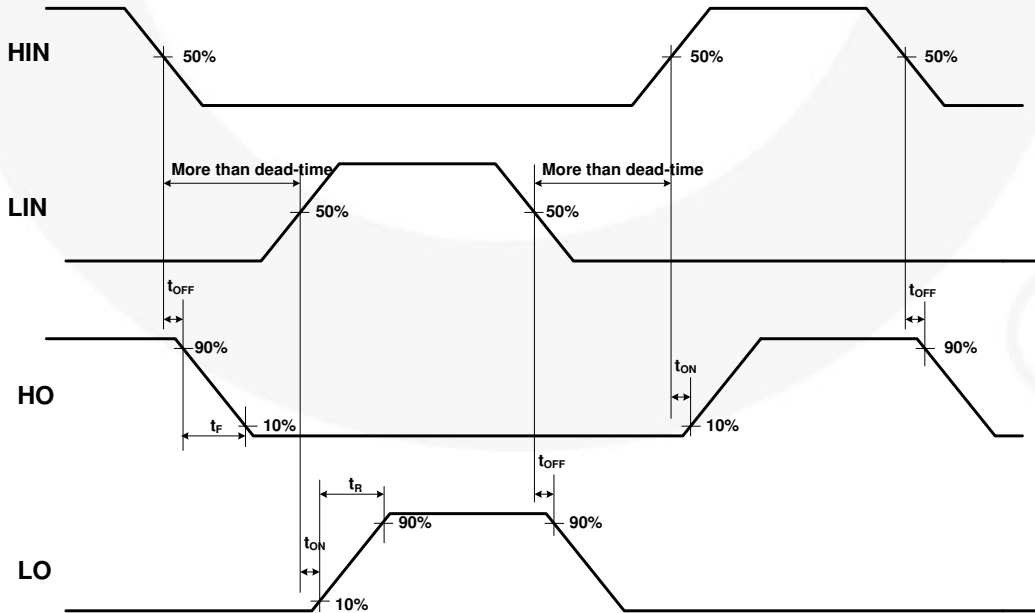 HIN
50%
50%
50%
More than dead-time
More than dead-time
LIN
50%
50%
tOFF
tOFF
tOFF
HO
90%
90%
tF
10%
tON
10%
tR
tON
LO
90%
90%
10%